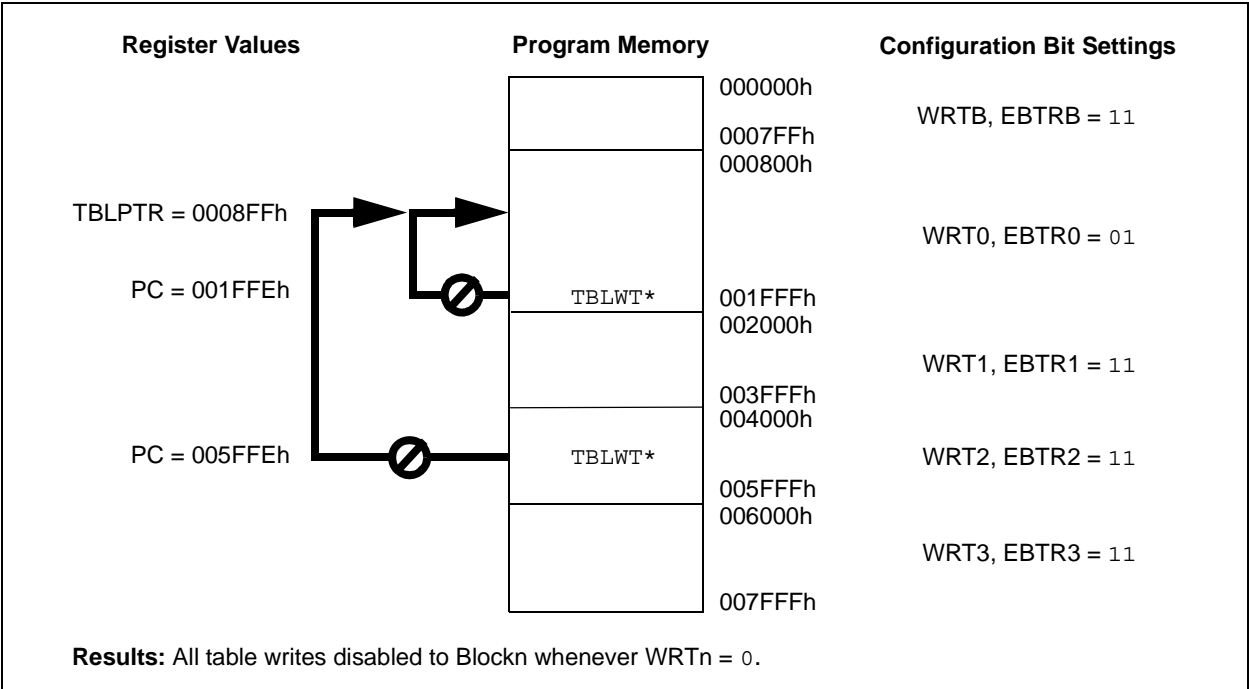 Register Values Program Memory Configuration Bit Settings
000000h
WRTB, EBTRB = 11
0007FFh
000800h
TBLPTR = 0008FFh
WRT0, EBTR0 = 01
PC = 001FFEh TBLWT* 001FFFh
002000h
WRT1, EBTR1 = 11
003FFFh
004000h
PC = 005FFEh TBLWT* WRT2, EBTR2 = 11
005FFFh
006000h
WRT3, EBTR3 = 11
007FFFh
Results: All table writes disabled to Blockn whenever WRTn = 0.